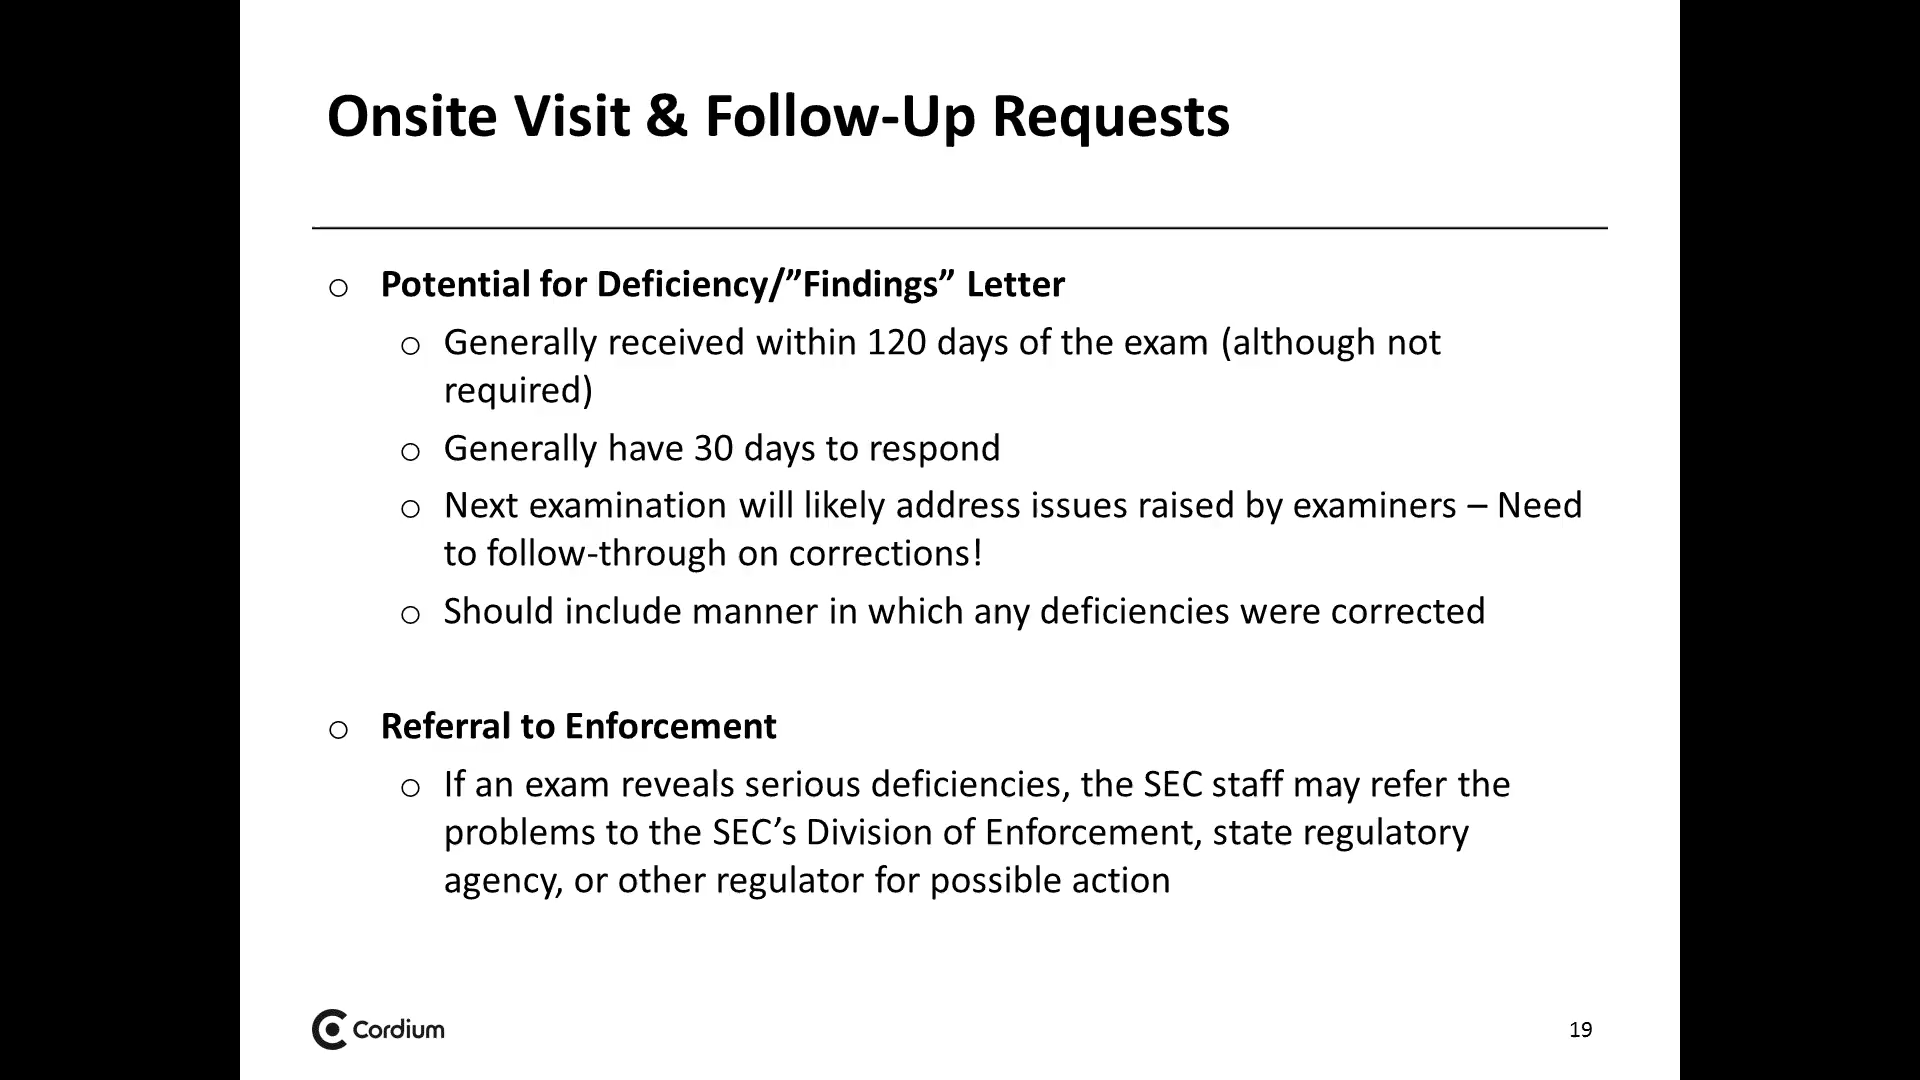 Onsite Visit & Follow-Up Requests
o Potential for Deficiency/”Findings” Letter
o Generally received within 120 days of the exam (although not
required)
o Generally have 30 days to respond
o Next examination will likely address issues raised by examiners – Need
to follow-through on corrections!
o Should include manner in which any deficiencies were corrected
o Referral to Enforcement
o If an exam reveals serious deficiencies, the SEC staff may refer the
problems to the SEC’s Division of Enforcement, state regulatory
agency, or other regulator for possible action
Cordium
19